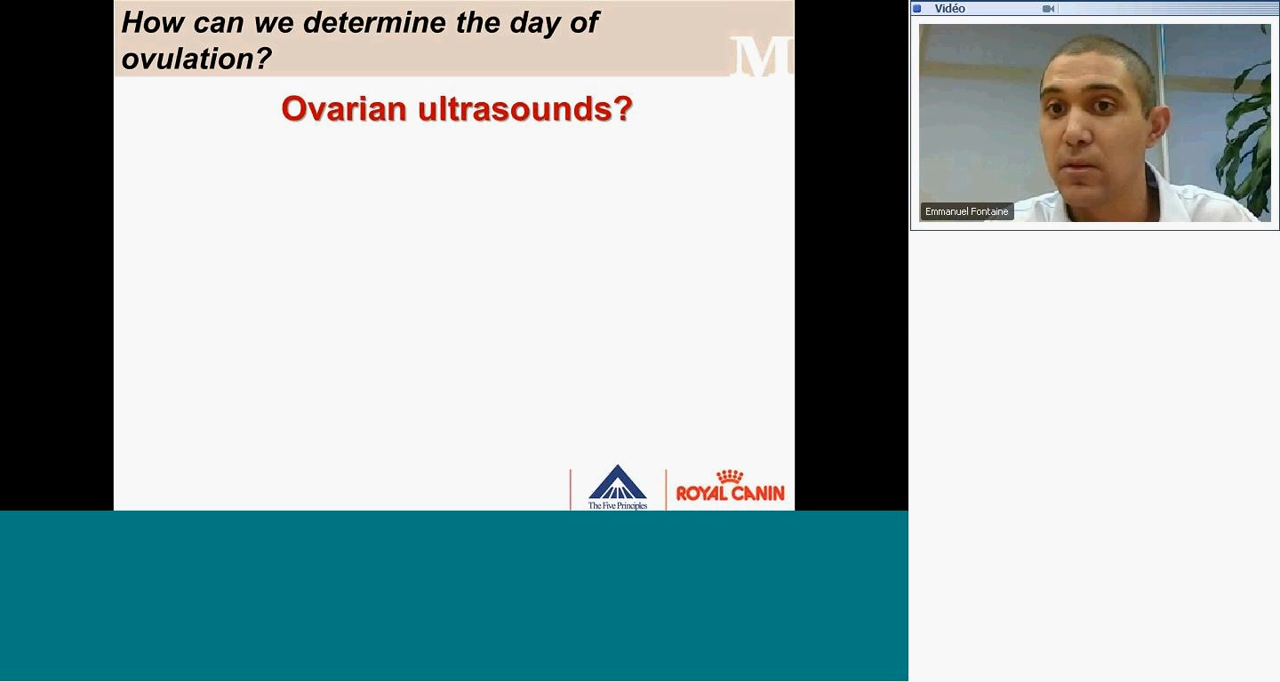 How can we determine the day of
ovulation?
M
Ovarian ultrasounds?
The Five Principles
ROYAL CANIN
Vidéo
Emmanuel Fontaine